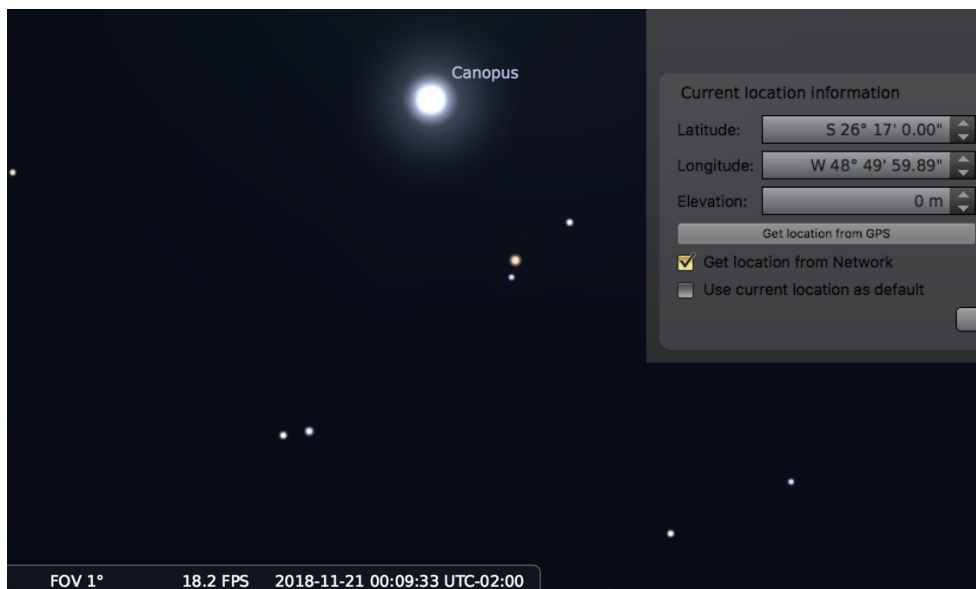 Canopus
Current location information
Latitude: S 26° 17' 0.00"
Longitude: W 48° 49' 59.89"
Elevation: 0 m
Get location from GPS
Get location from Network
Use current location as default
FOV 1° 18.2 FPS 2018-11-21 00:09:33 UTC-02:00